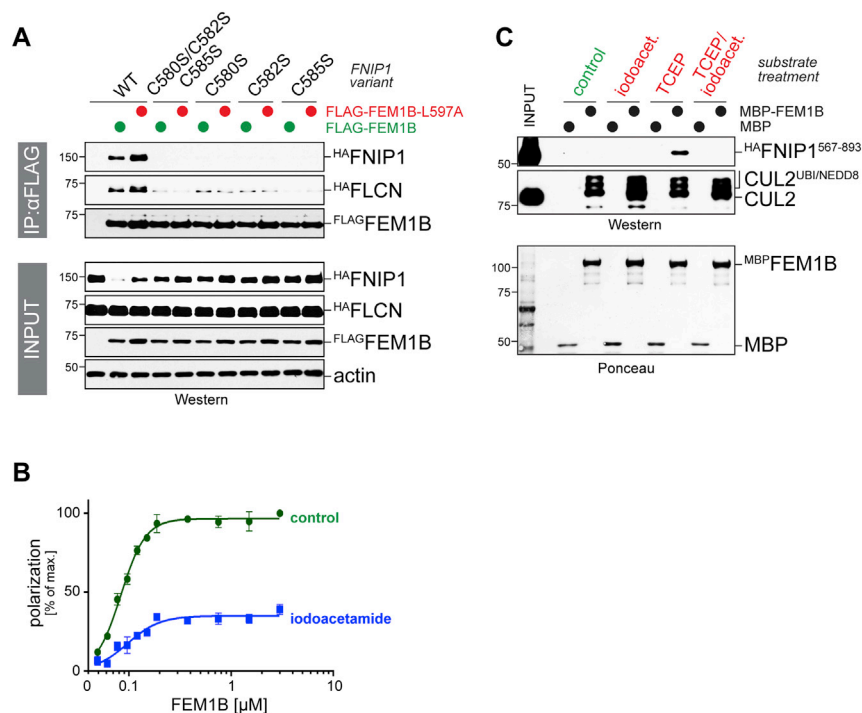 A
WT
C580S/C582S
C585S
C580S
C582S
C585S
FNIP1
variant
FLAG-FEM1B-L597A
FLAG-FEM1B
IP:αFLAG
150
HAFNIP1
75
HAFLCN
75
FLAGFEM1B
INPUT
150
HAFNIP1
75
HAFLCN
75
FLAGFEM1B
50
actin
Western
C
INPUT
control
iodoacet.
TCEP
TCEP/
iodoacet.
substrate
treatment
MBP-FEM1B
MBP
50
HAFNIP1567-893
CUL2UBI/NEDD8
75
CUL2
Western
100
MBPFEM1B
75
50
MBP
Ponceau
B
polarization
[% of max.]
100
50
0
control
iodoacetamide
0
0.1
1
10
FEM1B [µM]